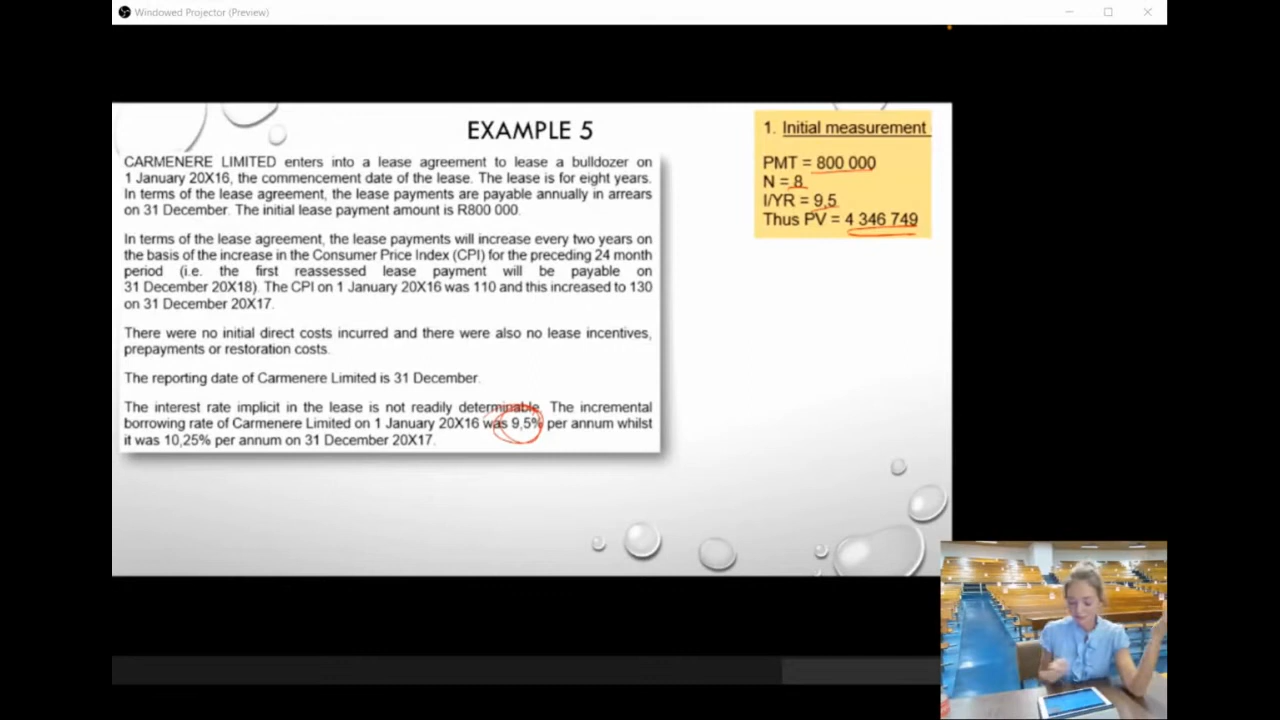 Windowed Projector (Preview)
EXAMPLE 5
CARMENERE LIMITED enters into a lease agreement to lease a bulldozer on
1 January 20X16, the commencement date of the lease. The lease is for eight years.
In terms of the lease agreement, the lease payments are payable annually in arrears
on 31 December. The initial lease payment amount is R800 000.
In terms of the lease agreement, the lease payments will increase every two years on
the basis of the increase in the Consumer Price Index (CPI) for the preceding 24 month
period (i.e. the first reassessed lease payment will be payable on
31 December 20X18). The CPI on 1 January 20X16 was 110 and this increased to 130
on 31 December 20X17.
There were no initial direct costs incurred and there were also no lease incentives,
prepayments or restoration costs.
The reporting date of Carmenere Limited is 31 December.
The interest rate implicit in the lease is not readily determinable. The incremental
borrowing rate of Carmenere Limited on 1 January 20X16 was 9,5% per annum whilst
it was 10,25% per annum on 31 December 20X17.
1. Initial measurement
PMT = 800 000
N = 8
I/YR = 9,5
Thus PV = 4 346 749